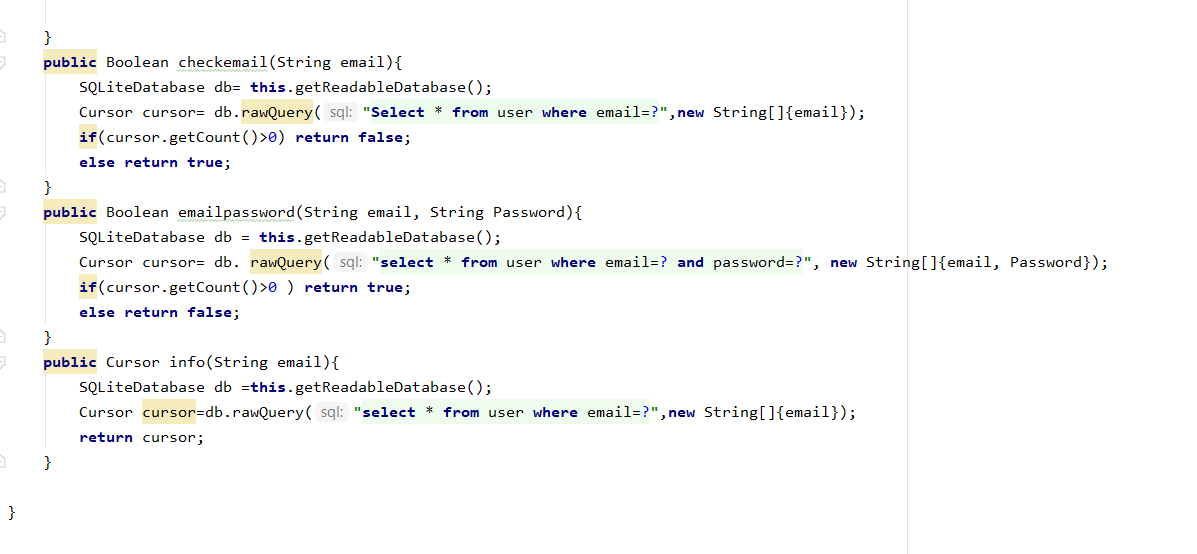 }
public Boolean checkemail(String email){
SQLiteDatabase db= this.getReadableDatabase();
Cursor cursor= db.rawQuery( sql: "Select * from user where email=?",new String[]{email});
if(cursor.getCount()>0) return false;
else return true;
}
public Boolean emailpassword(String email, String Password){
SQLiteDatabase db = this.getReadableDatabase();
Cursor cursor= db. rawQuery( sql: "select * from user where email=? and password=?", new String[]{email, Password});
if(cursor.getCount()>0 ) return true;
else return false;
}
public Cursor info(String email){
SQLiteDatabase db =this.getReadableDatabase();
Cursor cursor=db.rawQuery( sql: "select * from user where email=?",new String[]{email});
return cursor;
}
}